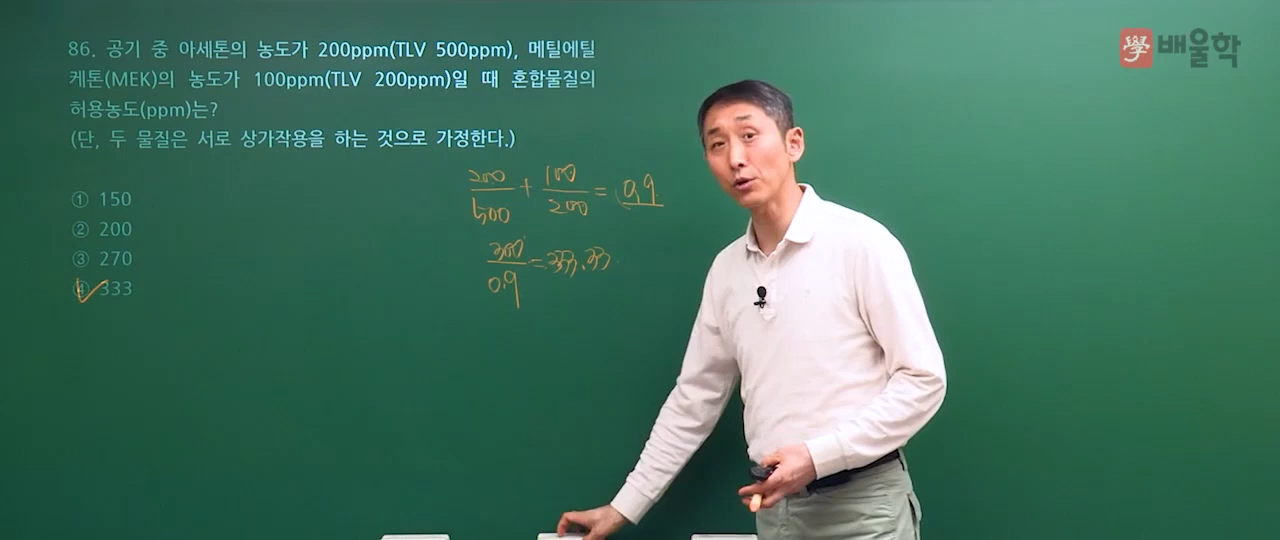 學 배울학
86. 공기 중 아세톤의 농도가 200ppm(TLV 500ppm), 메틸에틸
케톤(MEK)의 농도가 100ppm(TLV 200ppm)일 때 혼합물질의
허용농도(ppm)는?
(단, 두 물질은 서로 상가작용을 하는 것으로 가정한다.)
① 150
② 200
③ 270
④ 333
200/500 + 100/200 = 0.9
300/0.9 = 333.33